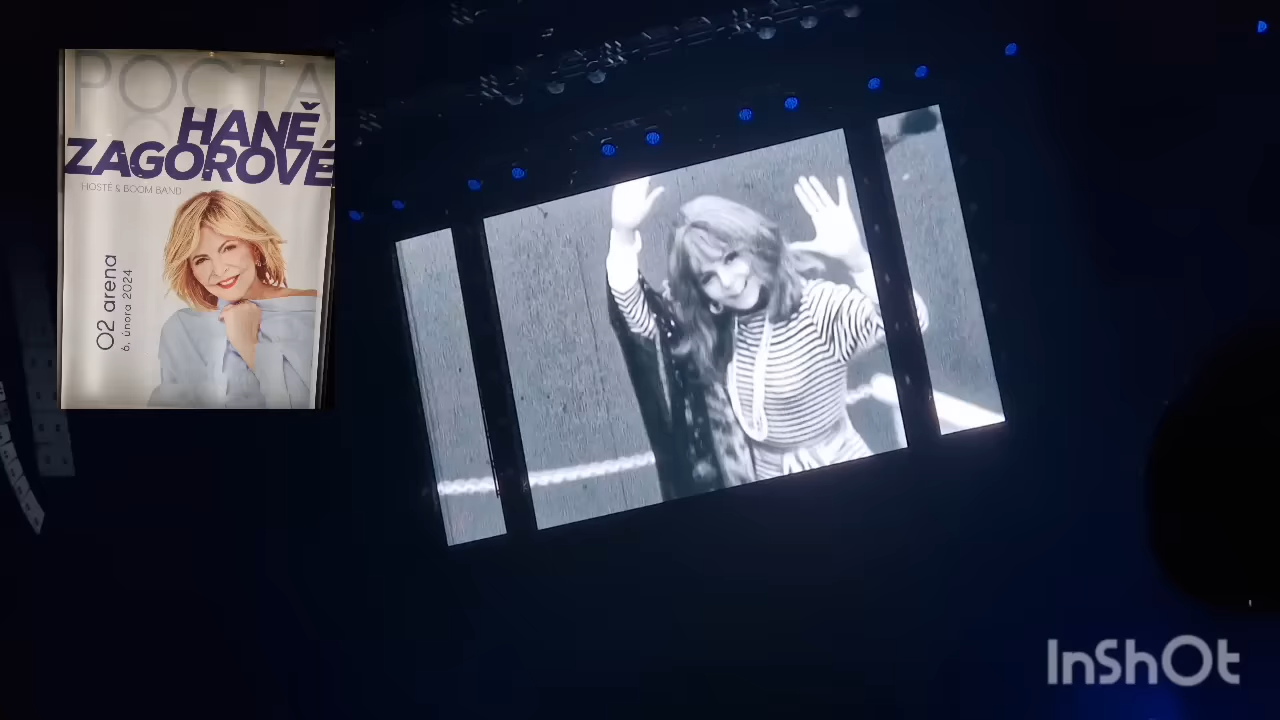 POCTA
HANĚ
ZAGOROVÉ
HOSTÉ & BOOM BAND
O2 arena
6. února 2024
InShOt